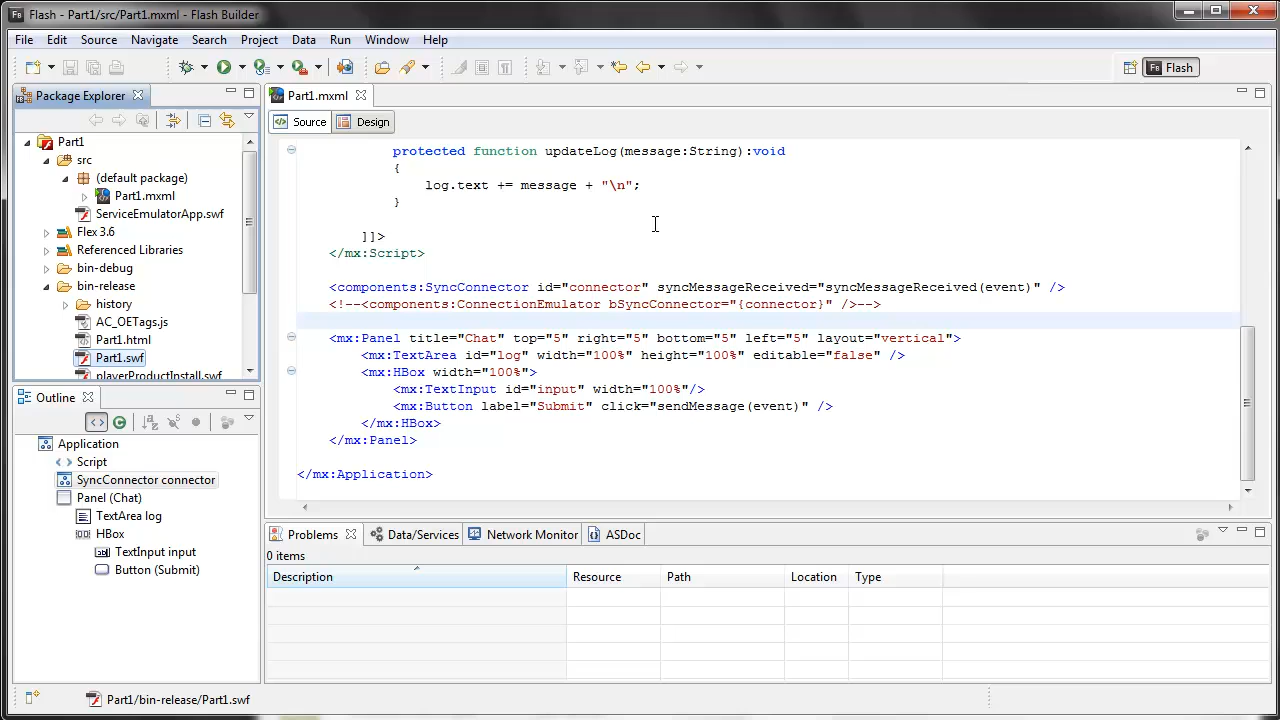 Flash - Part1/src/Part1.mxml - Flash Builder
File Edit Source Navigate Search Project Data Run Window Help
Flash
Package Explorer
Part1
src
(default package)
Part1.mxml
ServiceEmulatorApp.swf
Flex 3.6
Referenced Libraries
bin-debug
bin-release
history
AC_OETags.js
Part1.html
Part1.swf
playerProductInstall.swf
Outline
Application
Script
SyncConnector connector
Panel (Chat)
TextArea log
HBox
TextInput input
Button (Submit)
Part1.mxml
Source Design
protected function updateLog(message:String):void
{
log.text += message + "\n";
}
]]>
</mx:Script>
<components:SyncConnector id="connector" syncMessageReceived="syncMessageReceived(event)" />
<!--<components:ConnectionEmulator bSyncConnector="{connector}" />-->
<mx:Panel title="Chat" top="5" right="5" bottom="5" left="5" layout="vertical">
<mx:TextArea id="log" width="100%" height="100%" editable="false" />
<mx:HBox width="100%">
<mx:TextInput id="input" width="100%"/>
<mx:Button label="Submit" click="sendMessage(event)" />
</mx:HBox>
</mx:Panel>
</mx:Application>
Problems Data/Services Network Monitor ASDoc
0 items
Description Resource Path Location Type
Part1/bin-release/Part1.swf